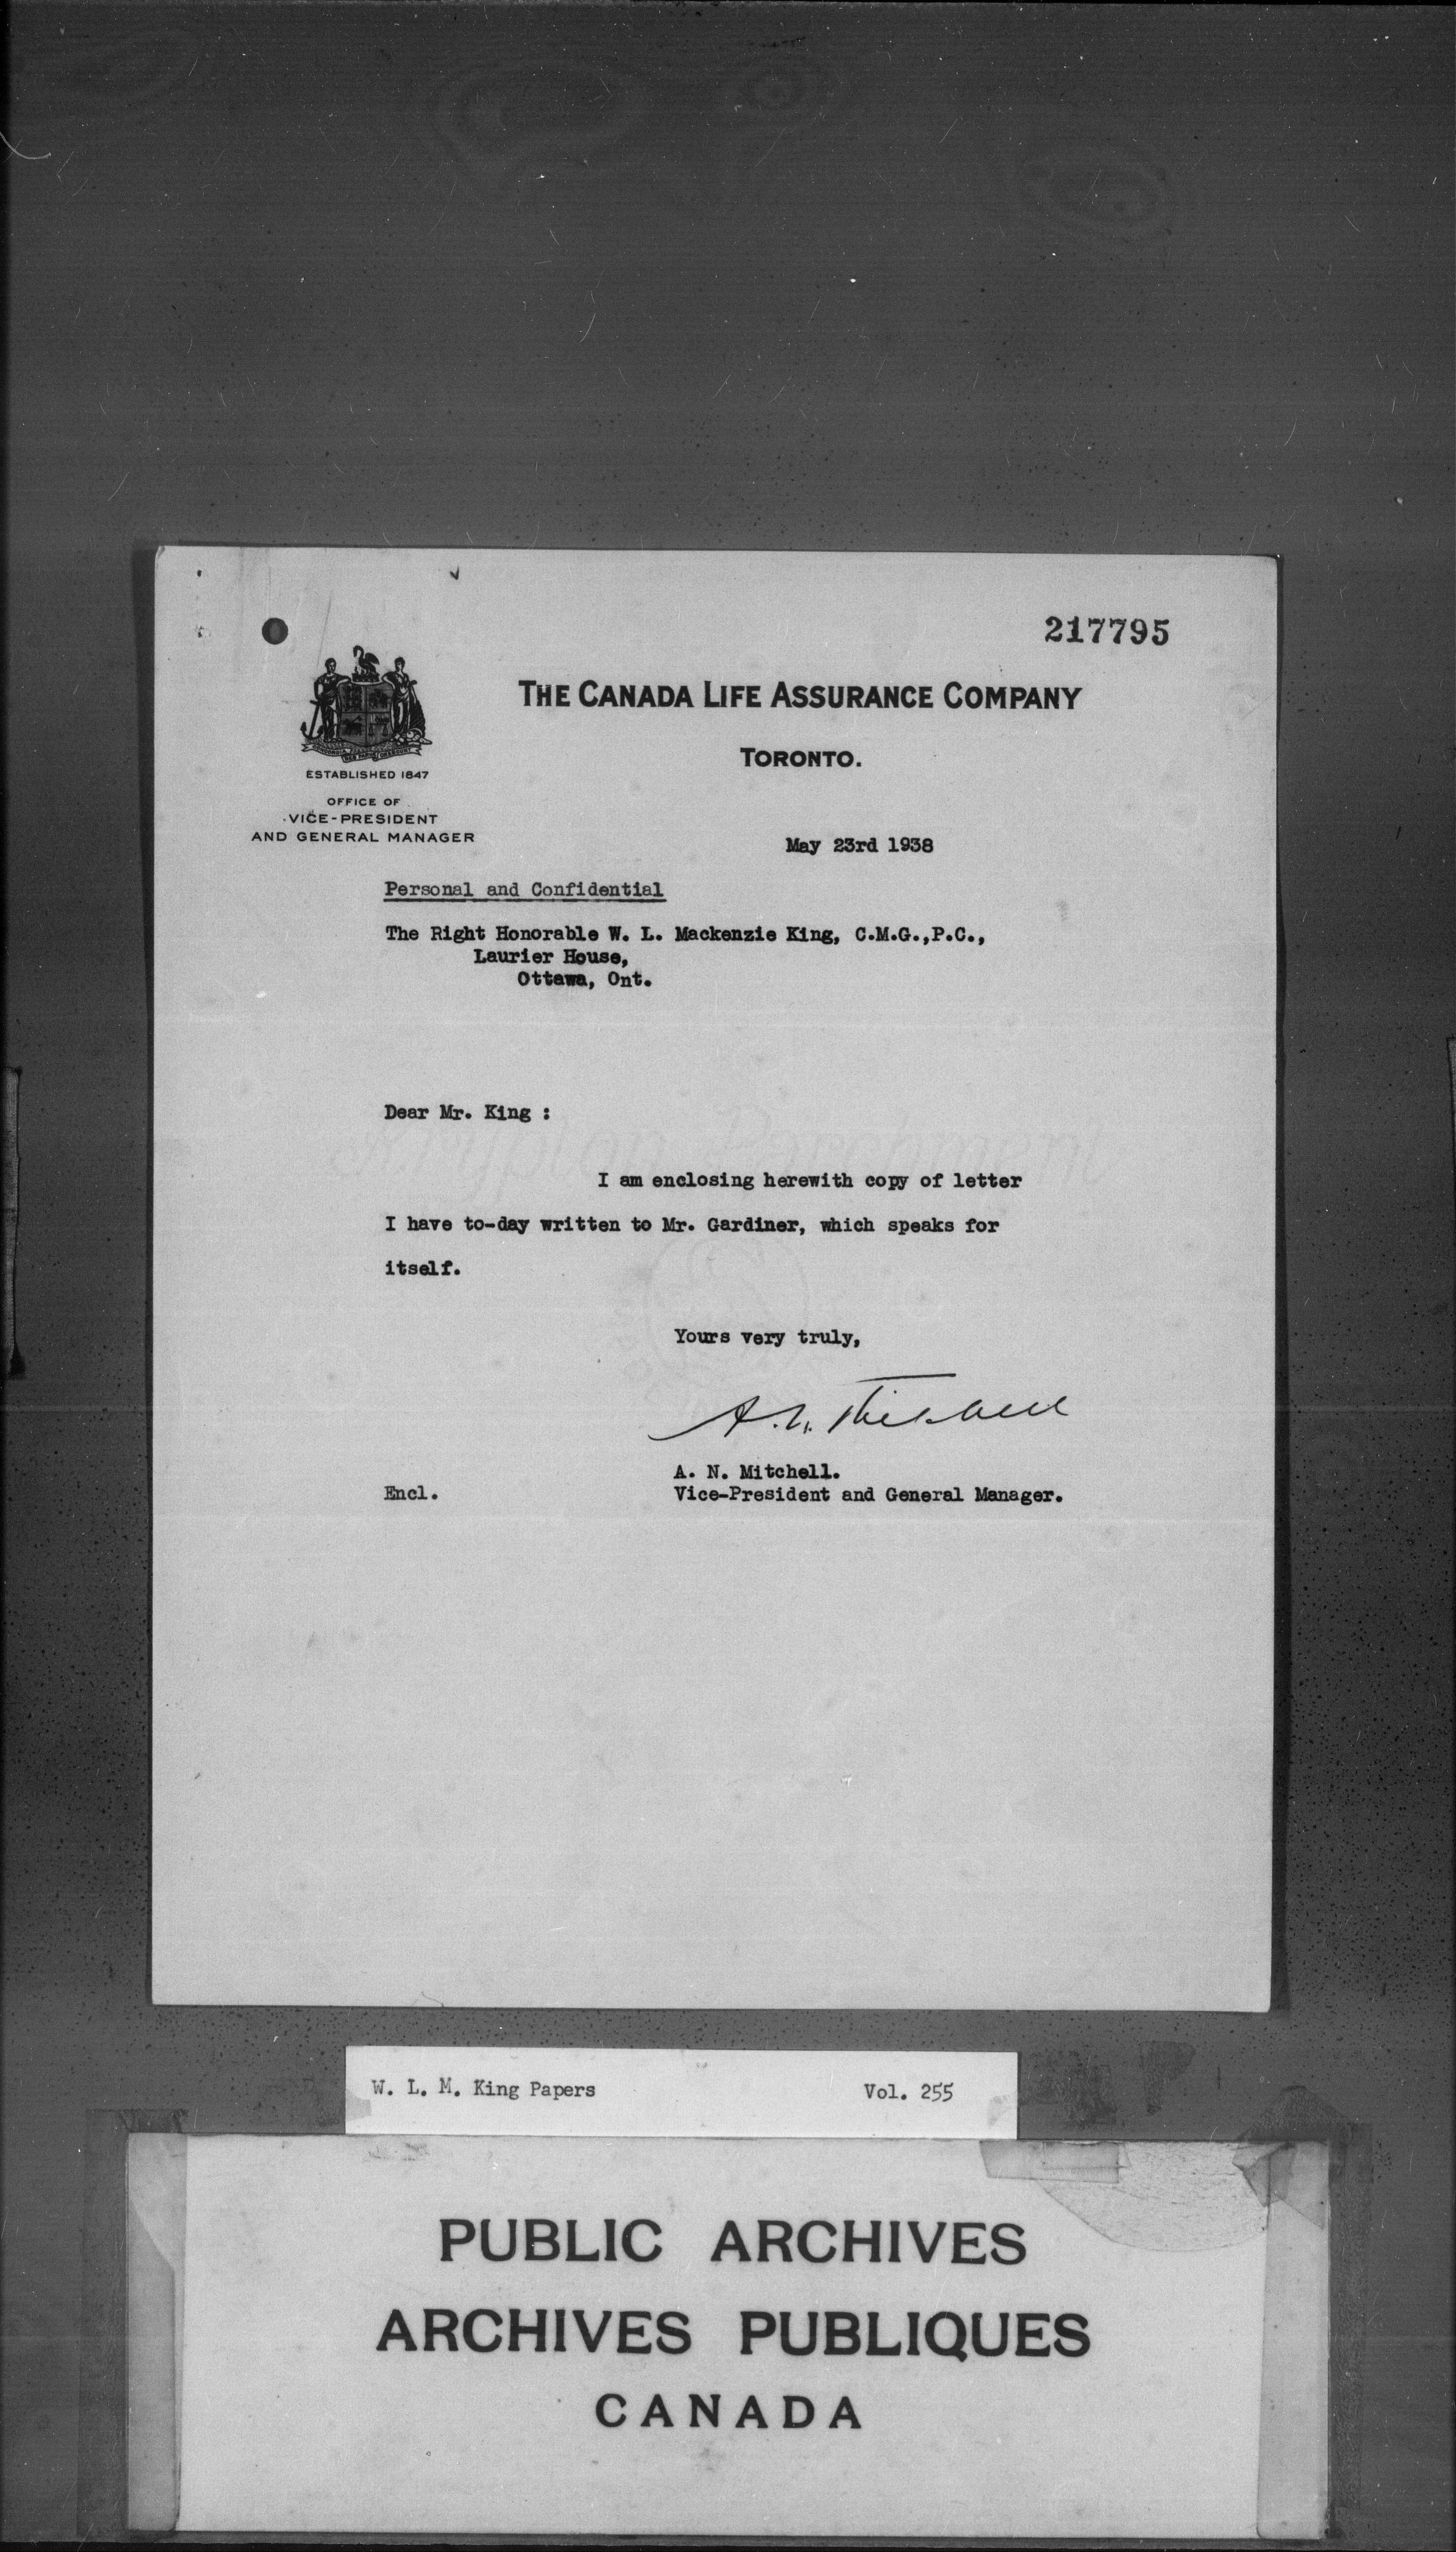 217795
THE CANADA LIFE ASSURANCE COMPANY
TORONTO.
ESTABLISHED 1847
OFFICE OF
VICE-PRESIDENT
AND GENERAL MANAGER
May 23rd 1938
Personal and Confidential
The Right Honorable W. L. Mackenzie King, C.M.G.,P.C.,
Laurier House,
Ottawa, Ont.
Dear Mr. King :
Krypton Parchment
I am enclosing herewith copy of letter
I have to-day written to Mr. Gardiner, which speaks for
itself.
Yours very truly,
A. N. Mitchell
A. N. Mitchell.
Encl.
Vice-President and General Manager.
W. L. M. King Papers
Vol. 255
PUBLIC ARCHIVES
ARCHIVES PUBLIQUES
CANADA